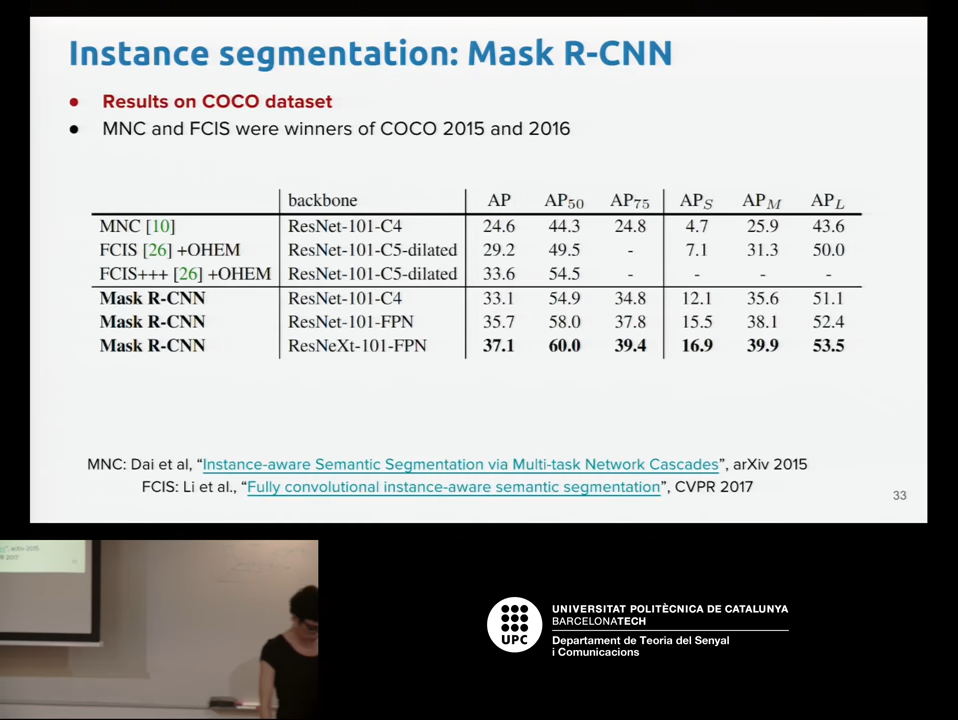 Instance segmentation: Mask R-CNN
● Results on COCO dataset
● MNC and FCIS were winners of COCO 2015 and 2016
backbone AP AP50 AP75 APS APM APL
MNC [10] ResNet-101-C4 24.6 44.3 24.8 4.7 25.9 43.6
FCIS [26] +OHEM ResNet-101-C5-dilated 29.2 49.5 - 7.1 31.3 50.0
FCIS+++ [26] +OHEM ResNet-101-C5-dilated 33.6 54.5 - - - -
Mask R-CNN ResNet-101-C4 33.1 54.9 34.8 12.1 35.6 51.1
Mask R-CNN ResNet-101-FPN 35.7 58.0 37.8 15.5 38.1 52.4
Mask R-CNN ResNeXt-101-FPN 37.1 60.0 39.4 16.9 39.9 53.5
MNC: Dai et al, “Instance-aware Semantic Segmentation via Multi-task Network Cascades”, arXiv 2015
FCIS: Li et al., “Fully convolutional instance-aware semantic segmentation”, CVPR 2017
33
UPC
UNIVERSITAT POLITÈCNICA DE CATALUNYA
BARCELONATECH
Departament de Teoria del Senyal
i Comunicacions